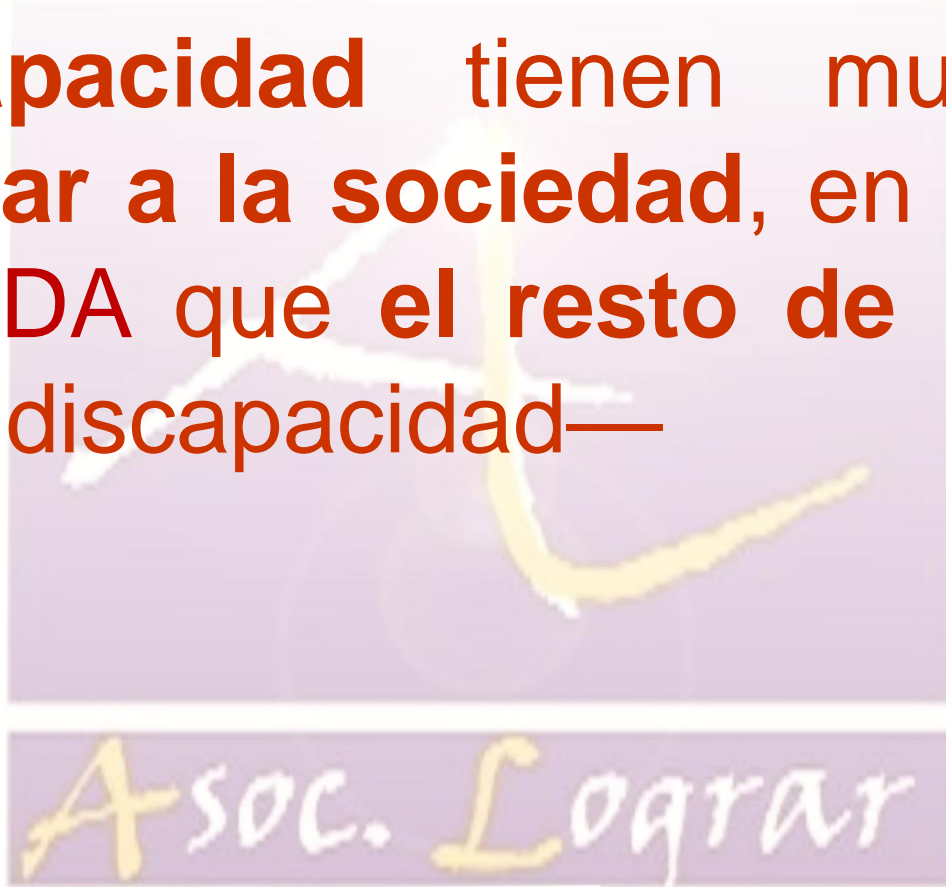 pacidad tienen mu
ar a la sociedad, en
DA que el resto de
discapacidad—
Asoc. Lograr